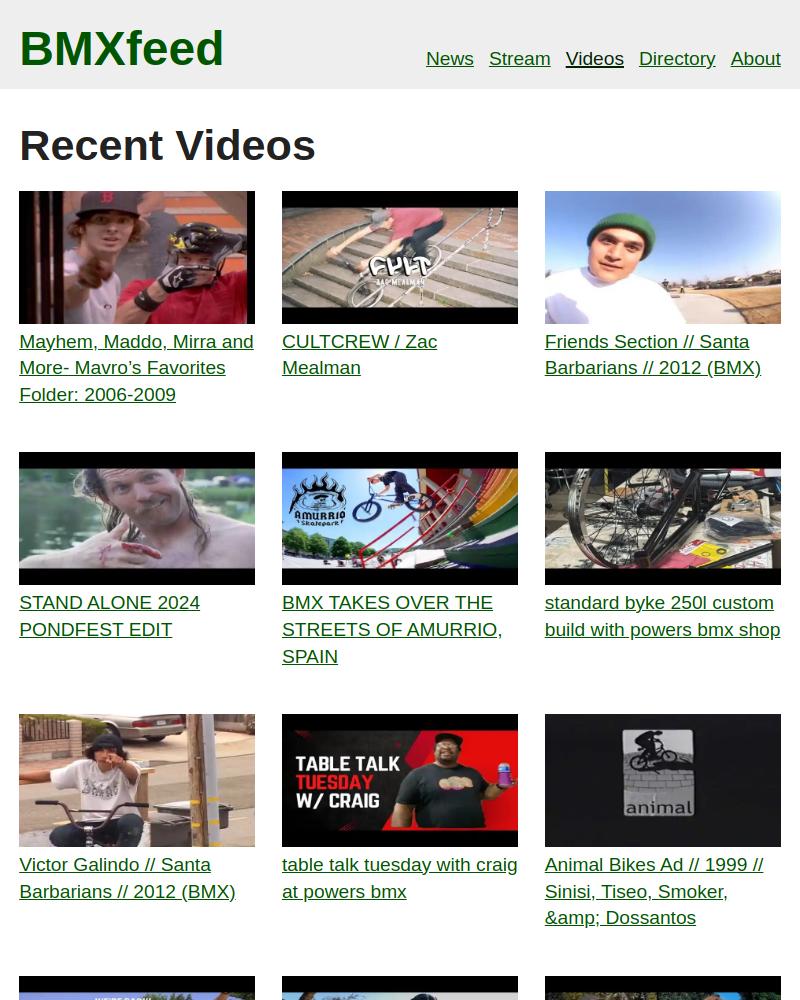 BMXfeed
News Stream Videos Directory About
Recent Videos
B
CULT
ZAC MEALMAN
Mayhem, Maddo, Mirra and
More- Mavro’s Favorites
Folder: 2006-2009
CULTCREW / Zac
Mealman
Friends Section // Santa
Barbarians // 2012 (BMX)
AMURRIO
Skatepark
STAND ALONE 2024
PONDFEST EDIT
BMX TAKES OVER THE
STREETS OF AMURRIO,
SPAIN
standard byke 250l custom
build with powers bmx shop
TABLE TALK
TUESDAY
W/ CRAIG
animal
Victor Galindo // Santa
Barbarians // 2012 (BMX)
table talk tuesday with craig
at powers bmx
Animal Bikes Ad // 1999 //
Sinisi, Tiseo, Smoker,
&amp; Dossantos